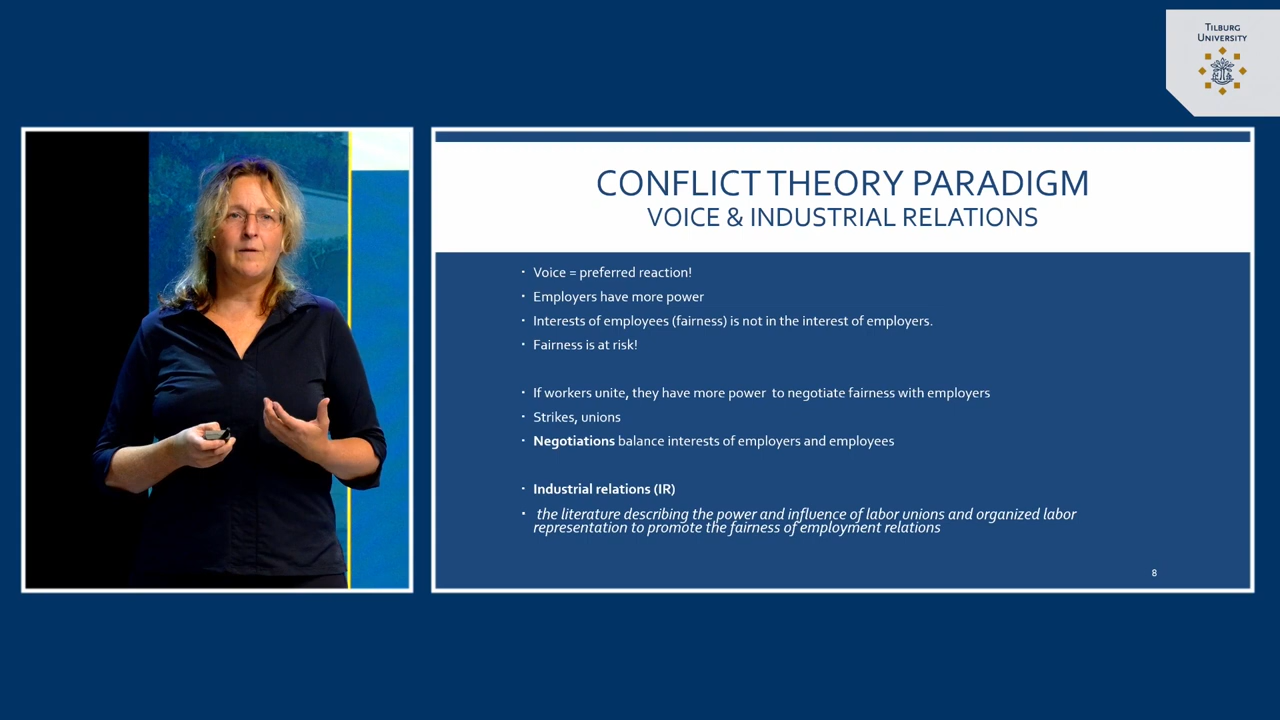 TILBURG
UNIVERSITY
CONFLICT THEORY PARADIGM
VOICE & INDUSTRIAL RELATIONS
· Voice = preferred reaction!
· Employers have more power
· Interests of employees (fairness) is not in the interest of employers.
· Fairness is at risk!
· If workers unite, they have more power to negotiate fairness with employers
· Strikes, unions
· Negotiations balance interests of employers and employees
· Industrial relations (IR)
· the literature describing the power and influence of labor unions and organized labor
representation to promote the fairness of employment relations
8